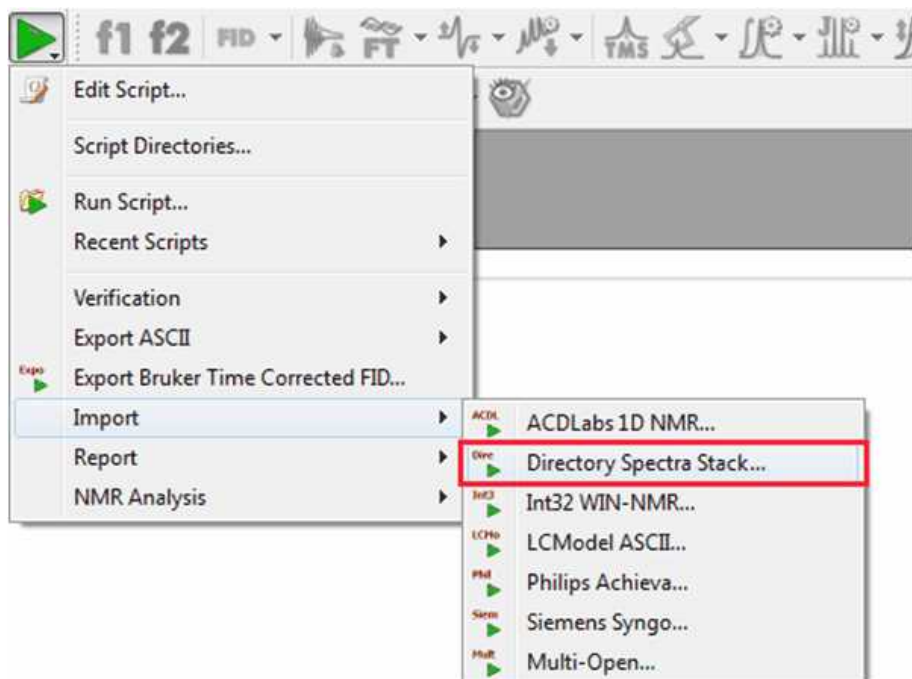 f1 f2 FID FT TMS
Edit Script...
Script Directories...
Run Script...
Recent Scripts
Verification
Export ASCII
Expo
Export Bruker Time Corrected FID...
Import
Report
NMR Analysis
ACDL
ACDLabs 1D NMR...
Dire
Directory Spectra Stack...
Int3
Int32 WIN-NMR...
LCMo
LCModel ASCII...
Phil
Philips Achieva...
Siem
Siemens Syngo...
Mult
Multi-Open...